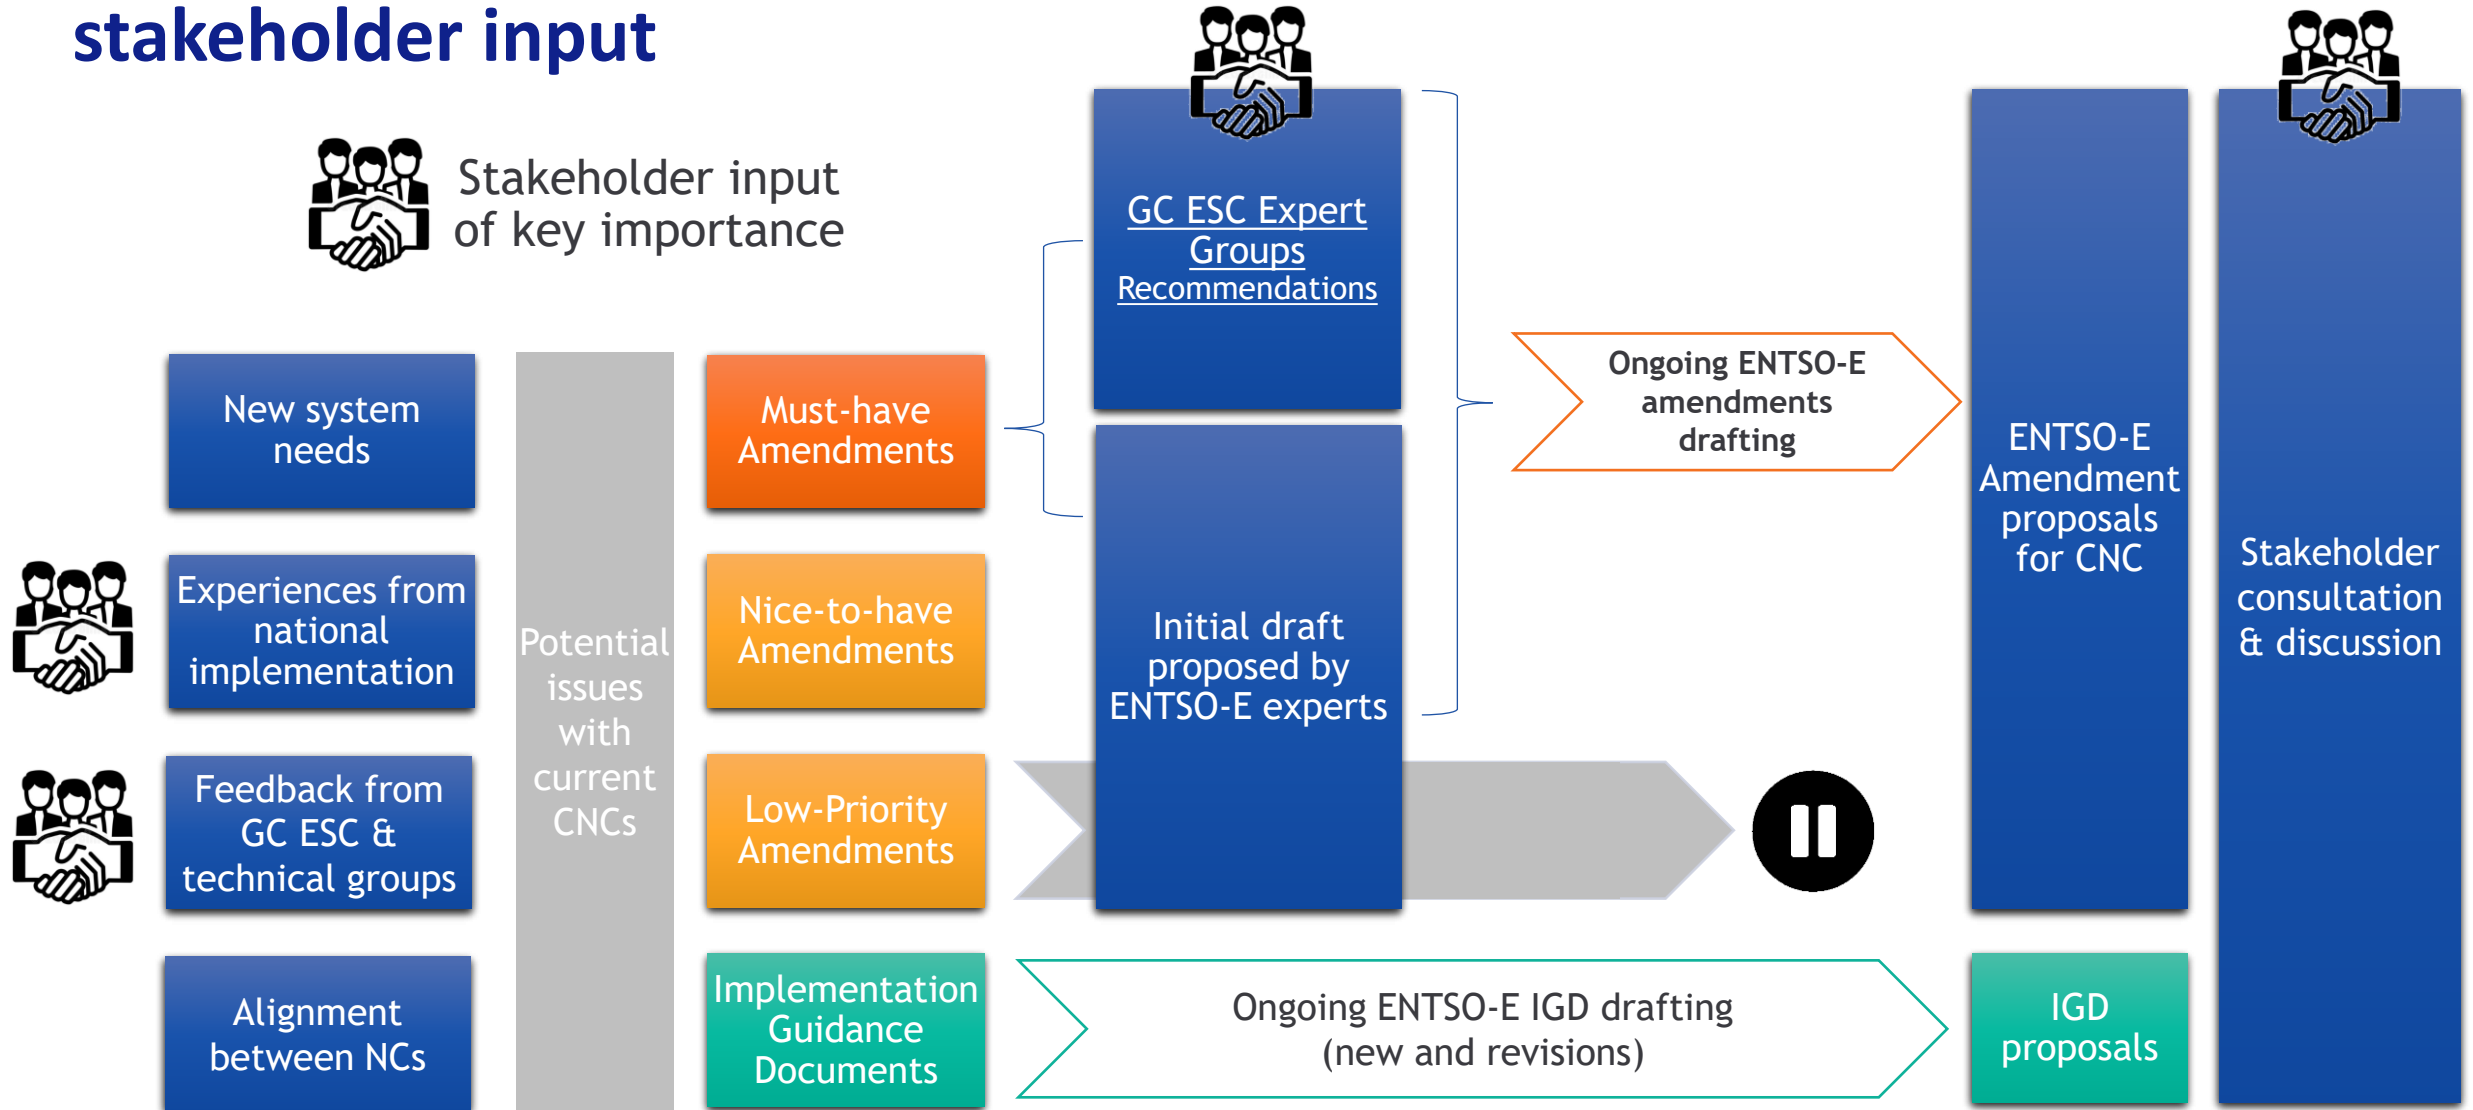 stakeholder input
Stakeholder input
of key importance
New system
needs
Experiences from
national
implementation
Feedback from
GC ESC &
technical groups
Alignment
between NCs
Potential
issues
with
current
CNCs
Must-have
Amendments
Nice-to-have
Amendments
Low-Priority
Amendments
Implementation
Guidance
Documents
GC ESC Expert
Groups
Recommendations
Initial draft
proposed by
ENTSO-E experts
Ongoing ENTSO-E
amendments
drafting
Ongoing ENTSO-E IGD drafting
(new and revisions)
ENTSO-E
Amendment
proposals
for CNC
IGD
proposals
Stakeholder
consultation
& discussion